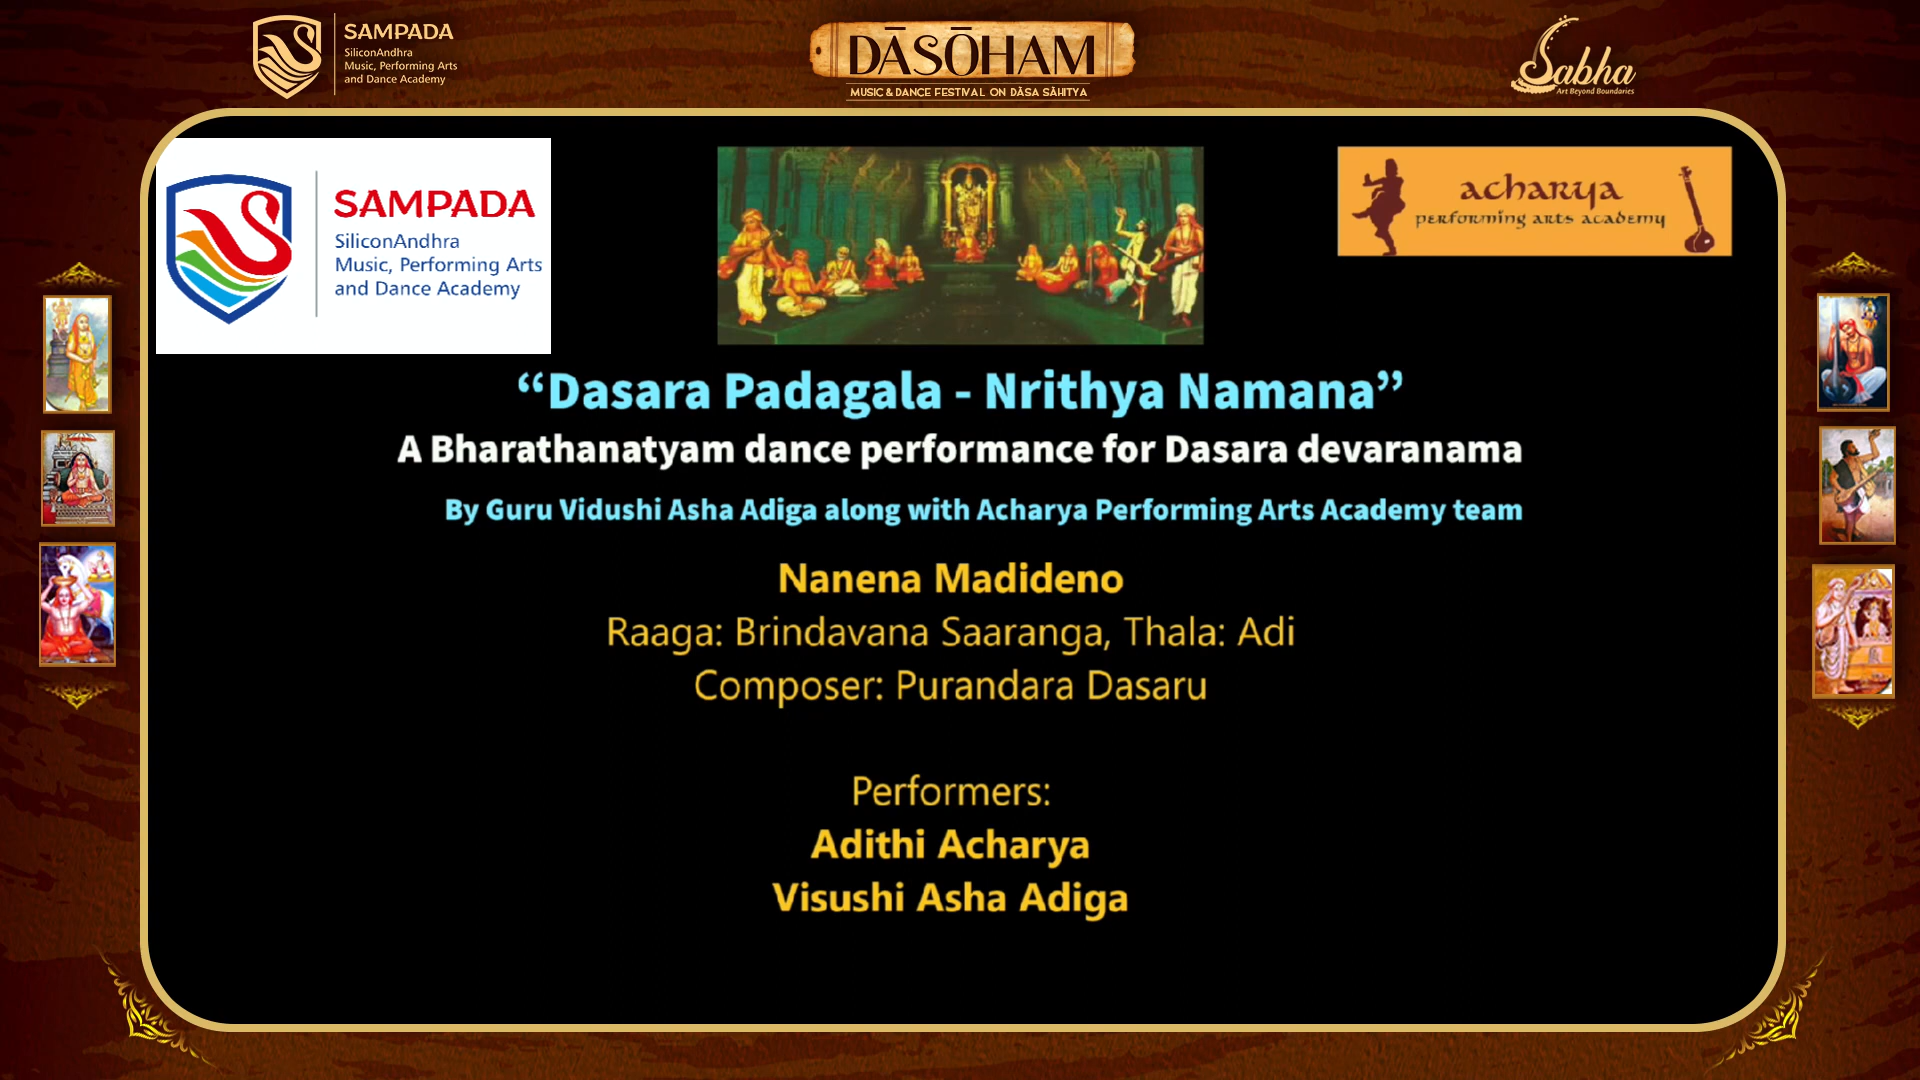 SAMPADA
SiliconAndhra
Music, Performing Arts
and Dance Academy
DĀSŌHAM
MUSIC & DANCE FESTIVAL ON DĀSA SĀHITYA
Sabha
Art Beyond Boundaries
SAMPADA
SiliconAndhra
Music, Performing Arts
and Dance Academy
acharya
performing arts academy
“Dasara Padagala - Nrithya Namana”
A Bharathanatyam dance performance for Dasara devaranama
By Guru Vidushi Asha Adiga along with Acharya Performing Arts Academy team
Nanena Madideno
Raaga: Brindavana Saaranga, Thala: Adi
Composer: Purandara Dasaru
Performers:
Adithi Acharya
Visushi Asha Adiga